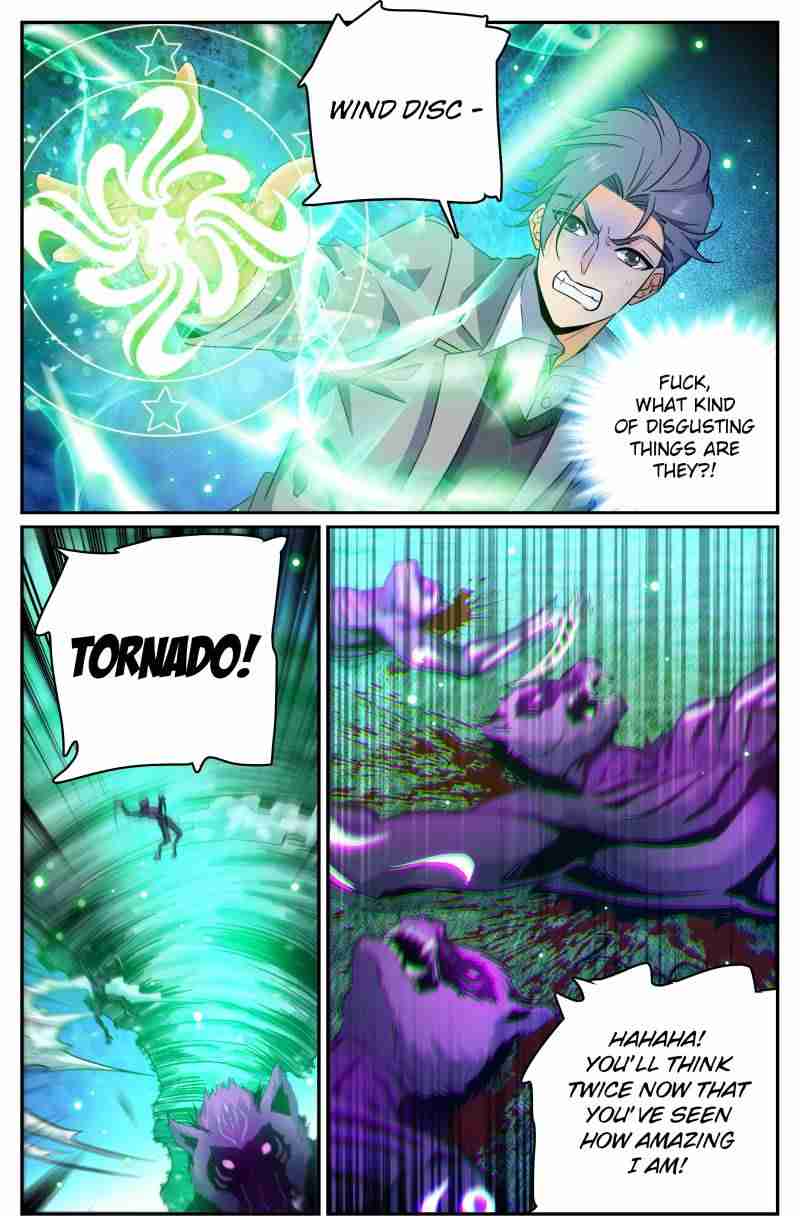 WIND DISC -
FUCK,
WHAT KIND
OF DISGUSTING
THINGS ARE
THEY?!
TORNADO!
HAHAHA!
YOU'LL THINK
TWICE NOW THAT
YOU'VE SEEN
HOW AMAZING
I AM!